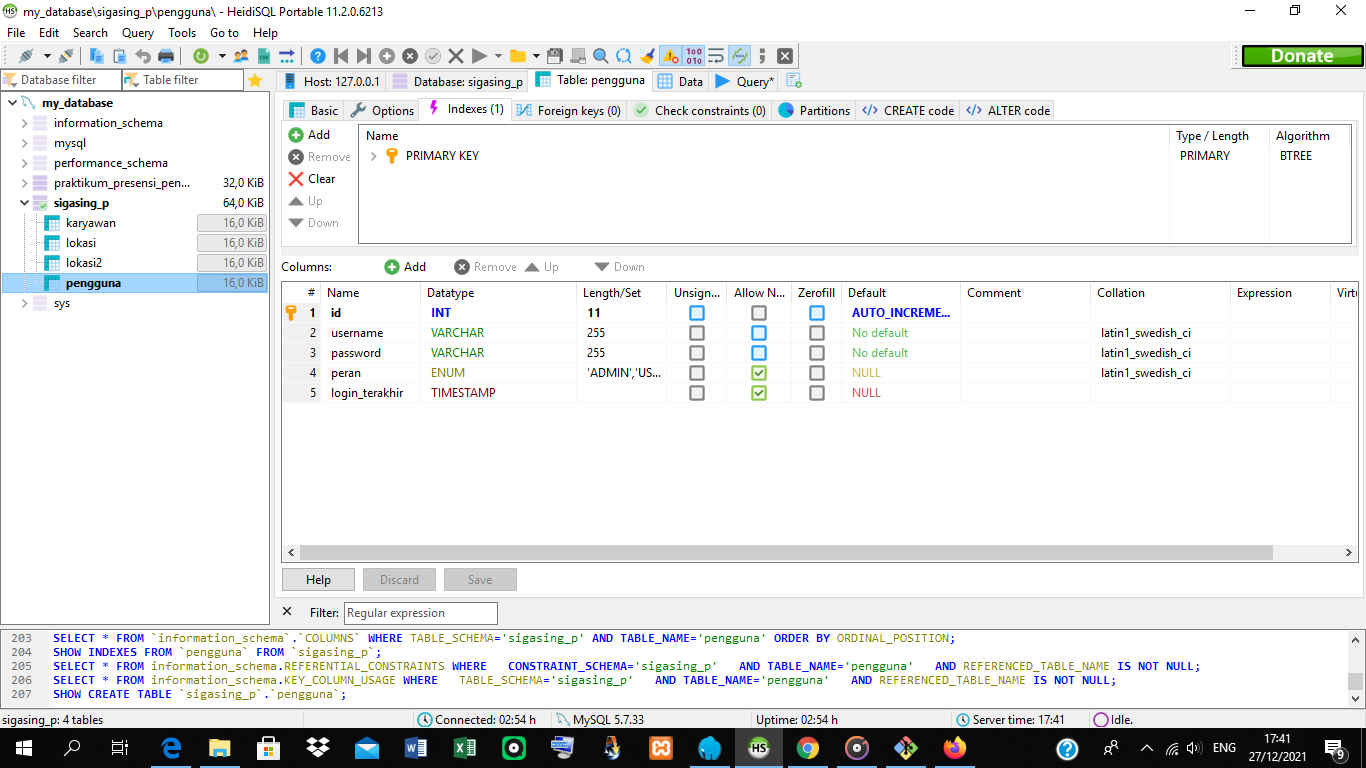 my_database\sigasing_p\pengguna\ - HeidiSQL Portable 11.2.0.6213
File Edit Search Query Tools Go to Help
Donate
Database filter Table filter
Host: 127.0.0.1 Database: sigasing_p Table: pengguna Data Query*
my_database
information_schema
mysql
performance_schema
praktikum_presensi_pen... 32,0 KiB
sigasing_p 64,0 KiB
karyawan 16,0 KiB
lokasi 16,0 KiB
lokasi2 16,0 KiB
pengguna 16,0 KiB
sys
Basic Options Indexes (1) Foreign keys (0) Check constraints (0) Partitions CREATE code ALTER code
Add
Remove
Clear
Up
Down
Name Type / Length Algorithm
PRIMARY KEY PRIMARY BTREE
Columns: Add Remove Up Down
# Name Datatype Length/Set Unsign... Allow N... Zerofill Default Comment Collation Expression Virtu
1 id INT 11 AUTO_INCREME...
2 username VARCHAR 255 No default latin1_swedish_ci
3 password VARCHAR 255 No default latin1_swedish_ci
4 peran ENUM 'ADMIN','US... NULL latin1_swedish_ci
5 login_terakhir TIMESTAMP NULL
Help Discard Save
Filter: Regular expression
203 SELECT * FROM `information_schema`.`COLUMNS` WHERE TABLE_SCHEMA='sigasing_p' AND TABLE_NAME='pengguna' ORDER BY ORDINAL_POSITION;
204 SHOW INDEXES FROM `pengguna` FROM `sigasing_p`;
205 SELECT * FROM information_schema.REFERENTIAL_CONSTRAINTS WHERE CONSTRAINT_SCHEMA='sigasing_p' AND TABLE_NAME='pengguna' AND REFERENCED_TABLE_NAME IS NOT NULL;
206 SELECT * FROM information_schema.KEY_COLUMN_USAGE WHERE TABLE_SCHEMA='sigasing_p' AND TABLE_NAME='pengguna' AND REFERENCED_TABLE_NAME IS NOT NULL;
207 SHOW CREATE TABLE `sigasing_p`.`pengguna`;
sigasing_p: 4 tables Connected: 02:54 h MySQL 5.7.33 Uptime: 02:54 h Server time: 17:41 Idle.
ENG 17:41
27/12/2021 9